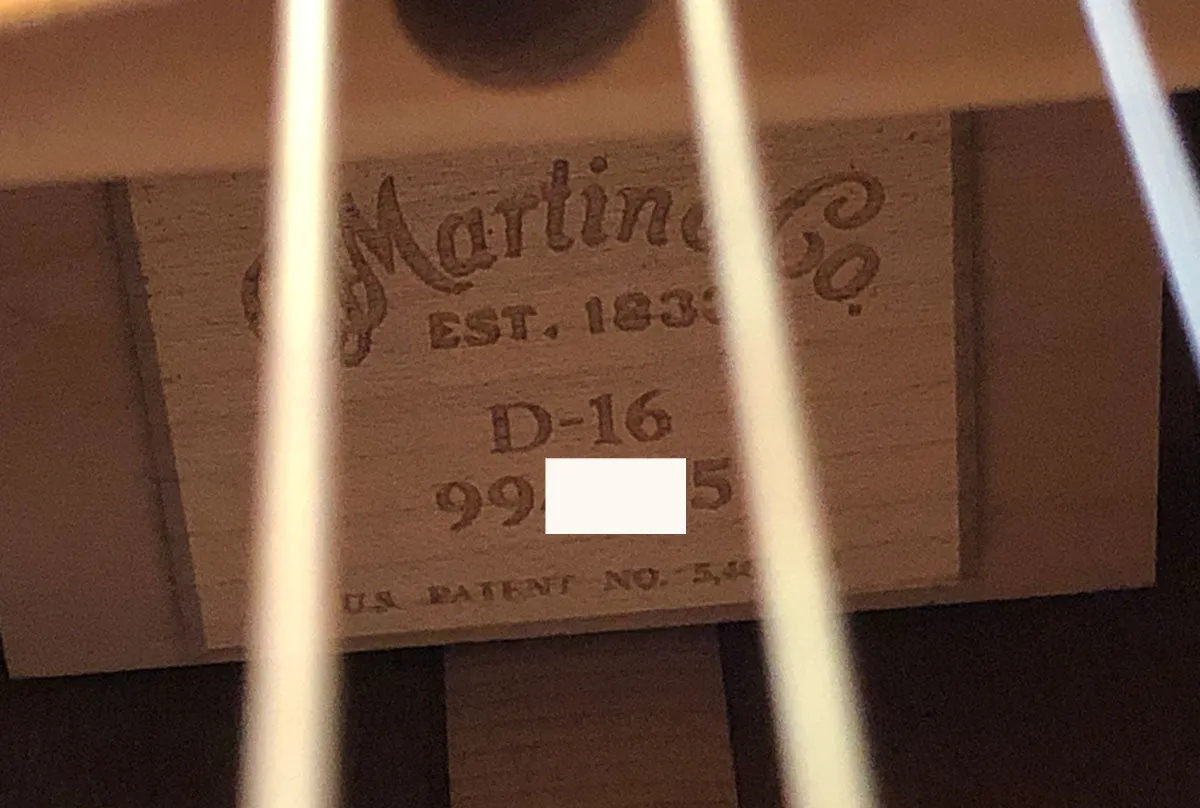 Martin & Co.
EST. 1833
D-16
99 5
U.S. PATENT NO. 5,